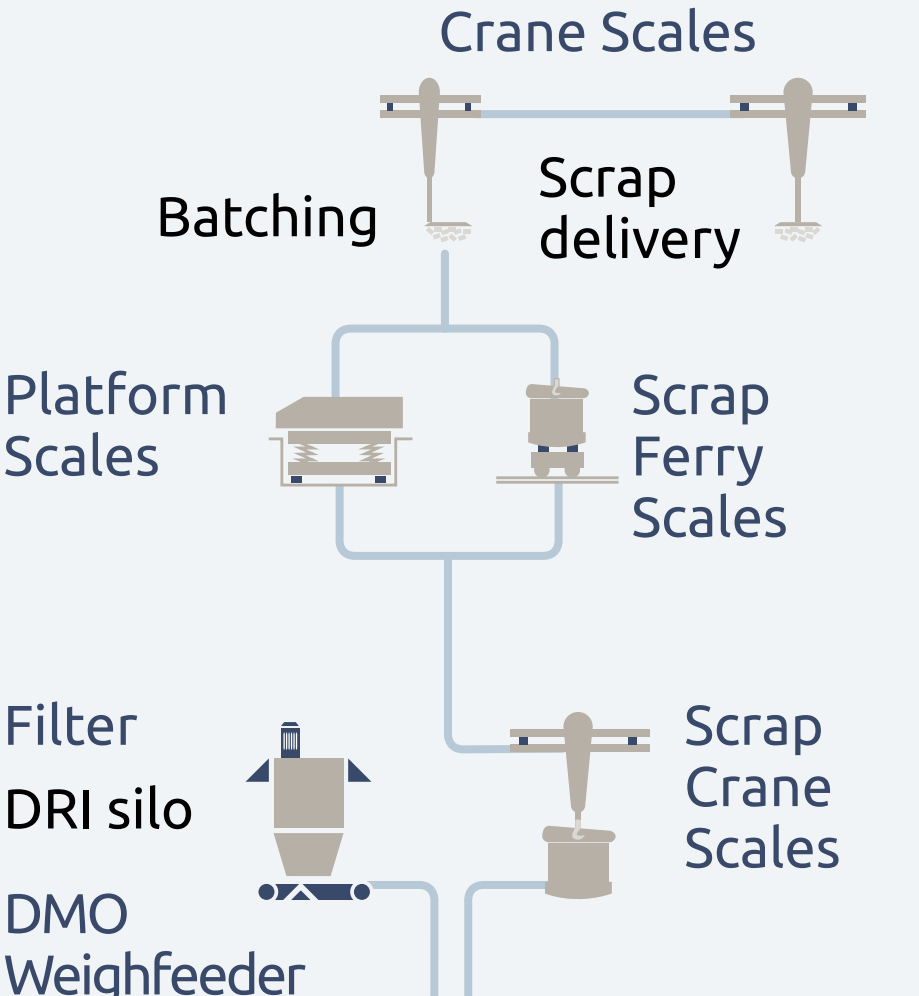 Crane Scales
Batching
Scrap
delivery
Platform
Scales
Scrap
Ferry
Scales
Filter
DRI silo
DMO
Weighfeeder
Scrap
Crane
Scales